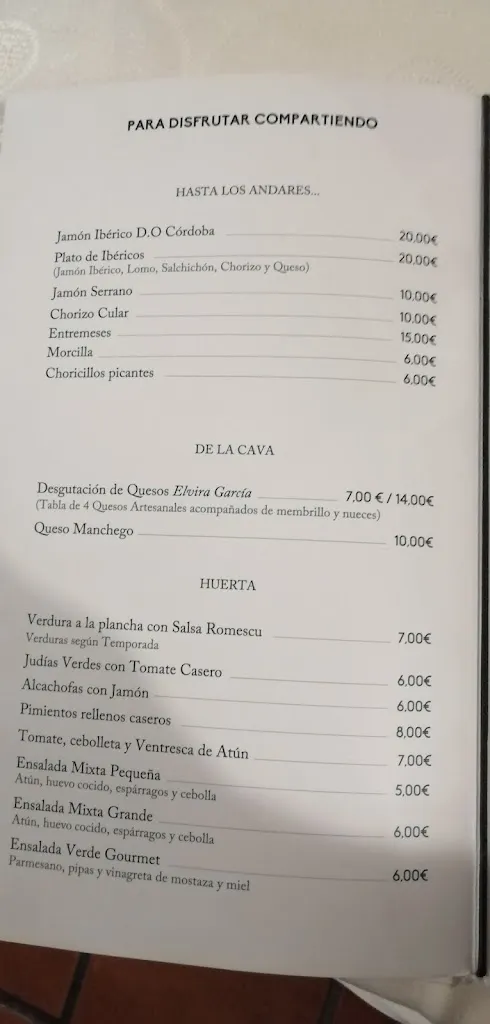 PARA DISFRUTAR COMPARTIENDO
HASTA LOS ANDARES...
Jamón Ibérico D.O Córdoba 20,00€
Plato de Ibéricos 20,00€
(Jamón Ibérico, Lomo, Salchichón, Chorizo y Queso)
Jamón Serrano 10,00€
Chorizo Cular 10,00€
Entremeses 15,00€
Morcilla 6,00€
Choricillos picantes 6,00€
DE LA CAVA
Desgutación de Quesos Elvira García 7,00 € / 14,00€
(Tabla de 4 Quesos Artesanales acompañados de membrillo y nueces)
Queso Manchego 10,00€
HUERTA
Verdura a la plancha con Salsa Romescu 7,00€
Verduras según Temporada
Judías Verdes con Tomate Casero 6,00€
Alcachofas con Jamón 6,00€
Pimientos rellenos caseros 8,00€
Tomate, cebolleta y Ventresca de Atún 7,00€
Ensalada Mixta Pequeña 5,00€
Atún, huevo cocido, espárragos y cebolla
Ensalada Mixta Grande 6,00€
Atún, huevo cocido, espárragos y cebolla
Ensalada Verde Gourmet 6,00€
Parmesano, pipas y vinagreta de mostaza y miel